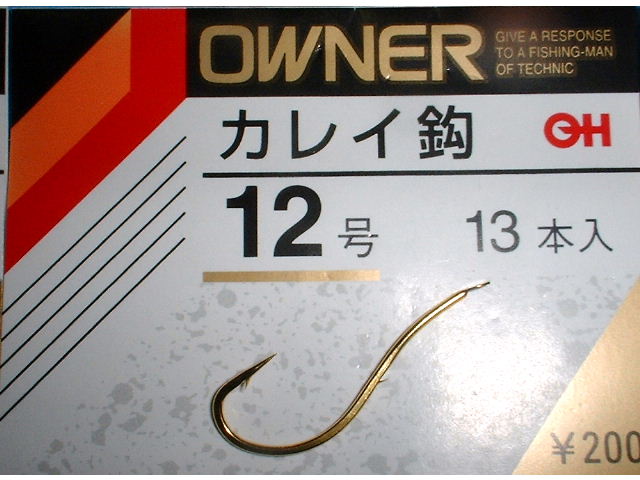 OWNER
GIVE A RESPONSE
TO A FISHING-MAN
OF TECHNIC
カレイ鈎
OH
12号
13本入
¥200